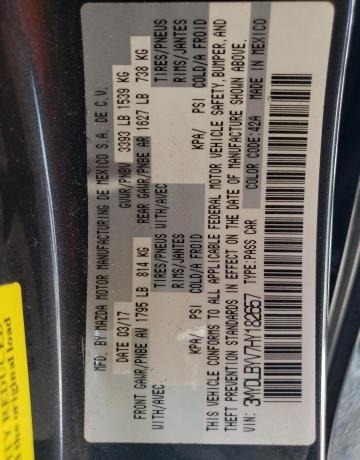 MFD. BY MAZDA MOTOR MANUFACTURING DE MEXICO S.A. DE C.V.
DATE 03/17 GVWR/PNBV 3393 LB 1539 KG
FRONT GAWR/PNBE AV 1795 LB 814 KG REAR GAWR/PNBE AR 1627 LB 738 KG
WITH/AVEC TIRES/PNEUS WITH/AVEC TIRES/PNEUS
RIMS/JANTES RIMS/JANTES
KPA/ PSI COLD/A FROID KPA/ PSI COLD/A FROID
THIS VEHICLE CONFORMS TO ALL APPLICABLE FEDERAL MOTOR VEHICLE SAFETY, BUMPER, AND
THEFT PREVENTION STANDARDS IN EFFECT ON THE DATE OF MANUFACTURE SHOWN ABOVE.
VIN: 3MYDLBYV7HY182657 TYPE:PASS CAR COLOR CODE:42A MADE IN MEXICO
the original load